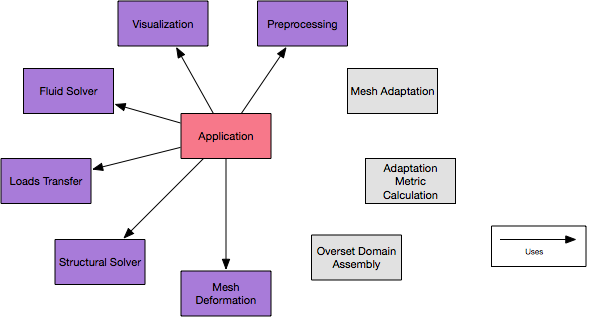 Visualization
Preprocessing
Fluid Solver
Mesh Adaptation
Application
Loads Transfer
Adaptation
Metric
Calculation
Structural Solver
Overset Domain
Assembly
Uses
Mesh
Deformation